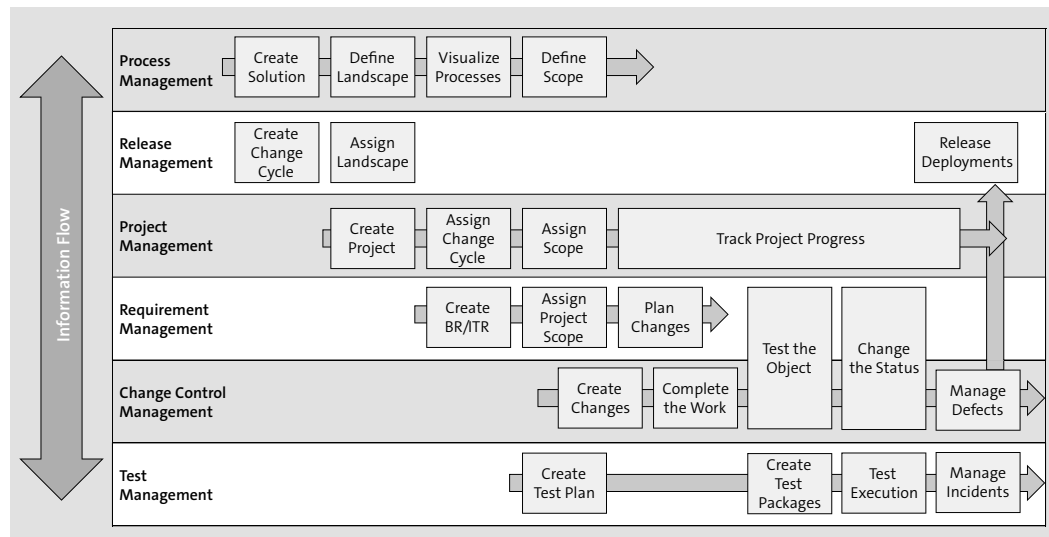 Information Flow
Process
Management
Create
Solution
Define
Landscape
Visualize
Processes
Define
Scope
Release
Management
Create
Change
Cycle
Assign
Landscape
Release
Deployments
Project
Management
Create
Project
Assign
Change
Cycle
Assign
Scope
Track Project Progress
Requirement
Management
Create
BR/ITR
Assign
Project
Scope
Plan
Changes
Test the
Object
Change
the Status
Change Control
Management
Create
Changes
Complete
the Work
Manage
Defects
Test
Management
Create
Test Plan
Create
Test
Packages
Test
Execution
Manage
Incidents